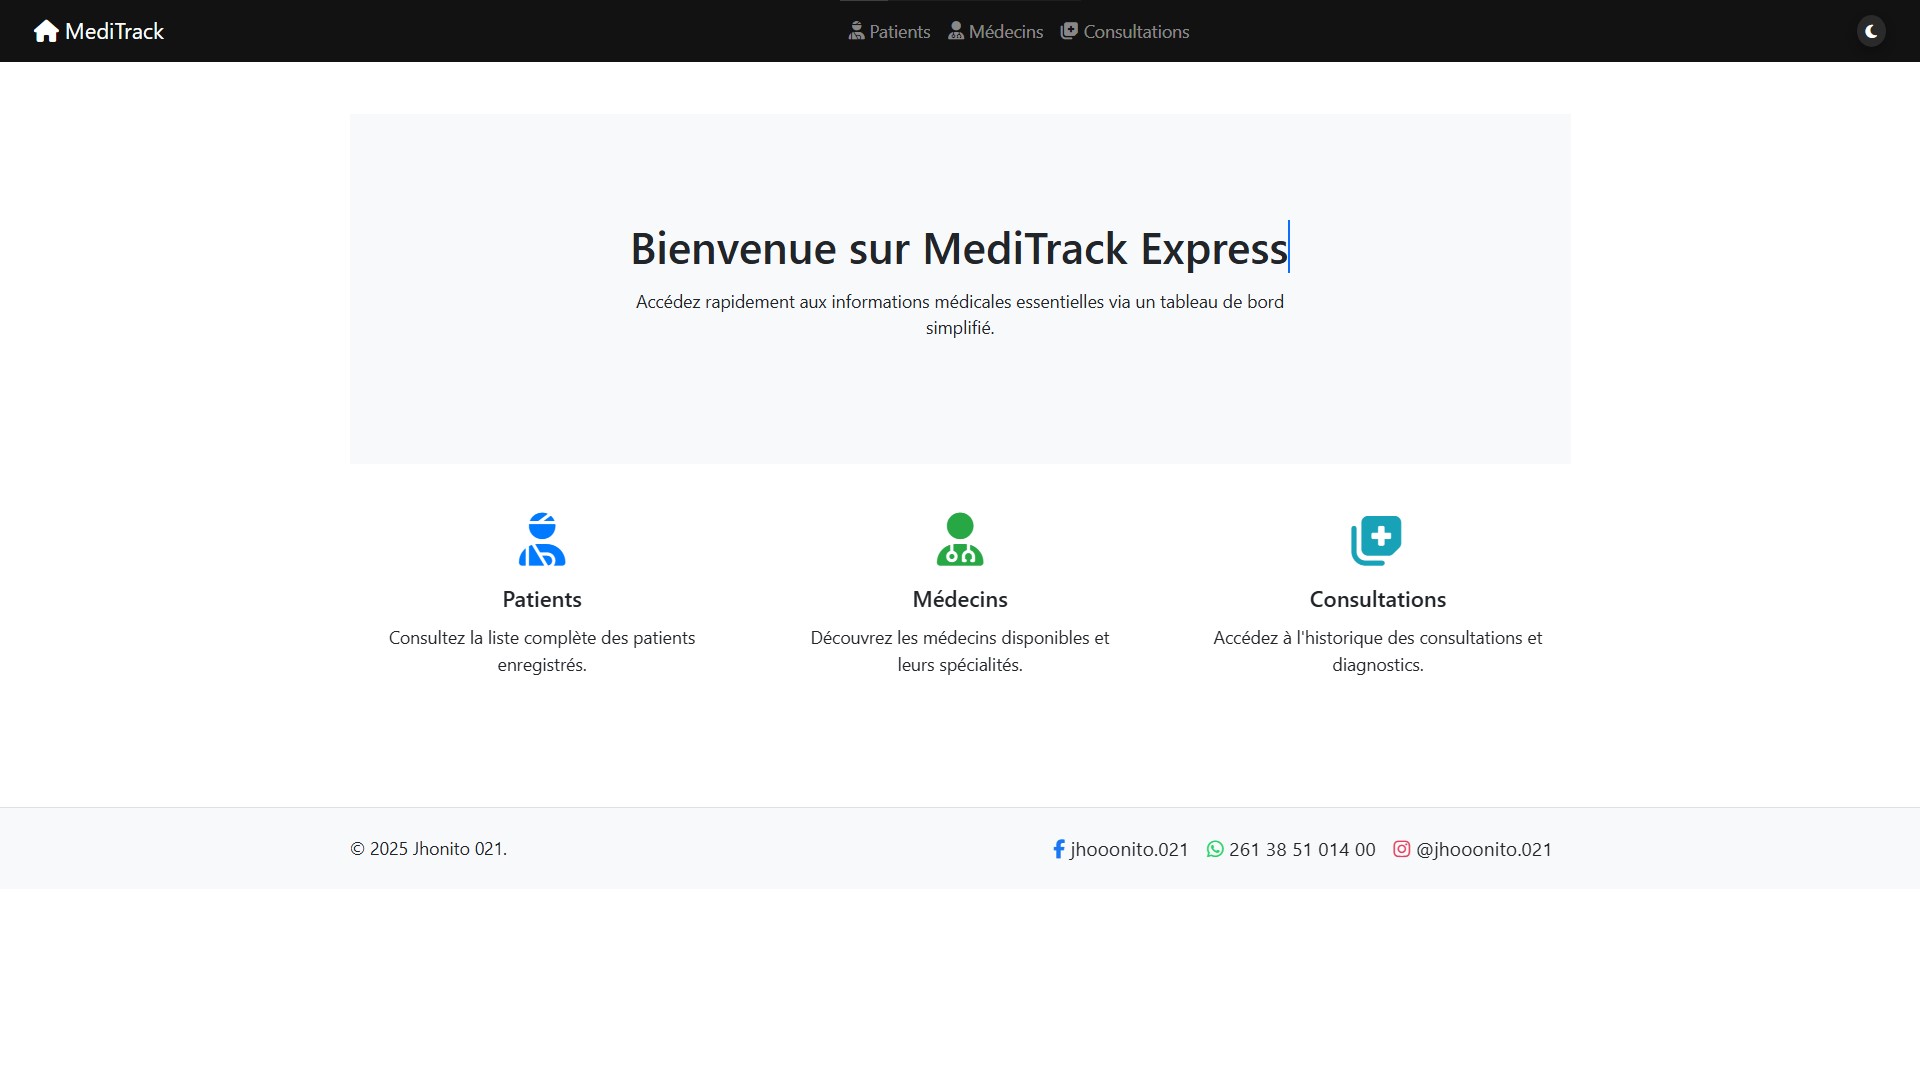 MediTrack
Patients Médecins Consultations
Bienvenue sur MediTrack Express
Accédez rapidement aux informations médicales essentielles via un tableau de bord
simplifié.
Patients
Consultez la liste complète des patients
enregistrés.
Médecins
Découvrez les médecins disponibles et
leurs spécialités.
Consultations
Accédez à l'historique des consultations et
diagnostics.
© 2025 Jhonito 021.
jhooonito.021 261 38 51 014 00 @jhooonito.021